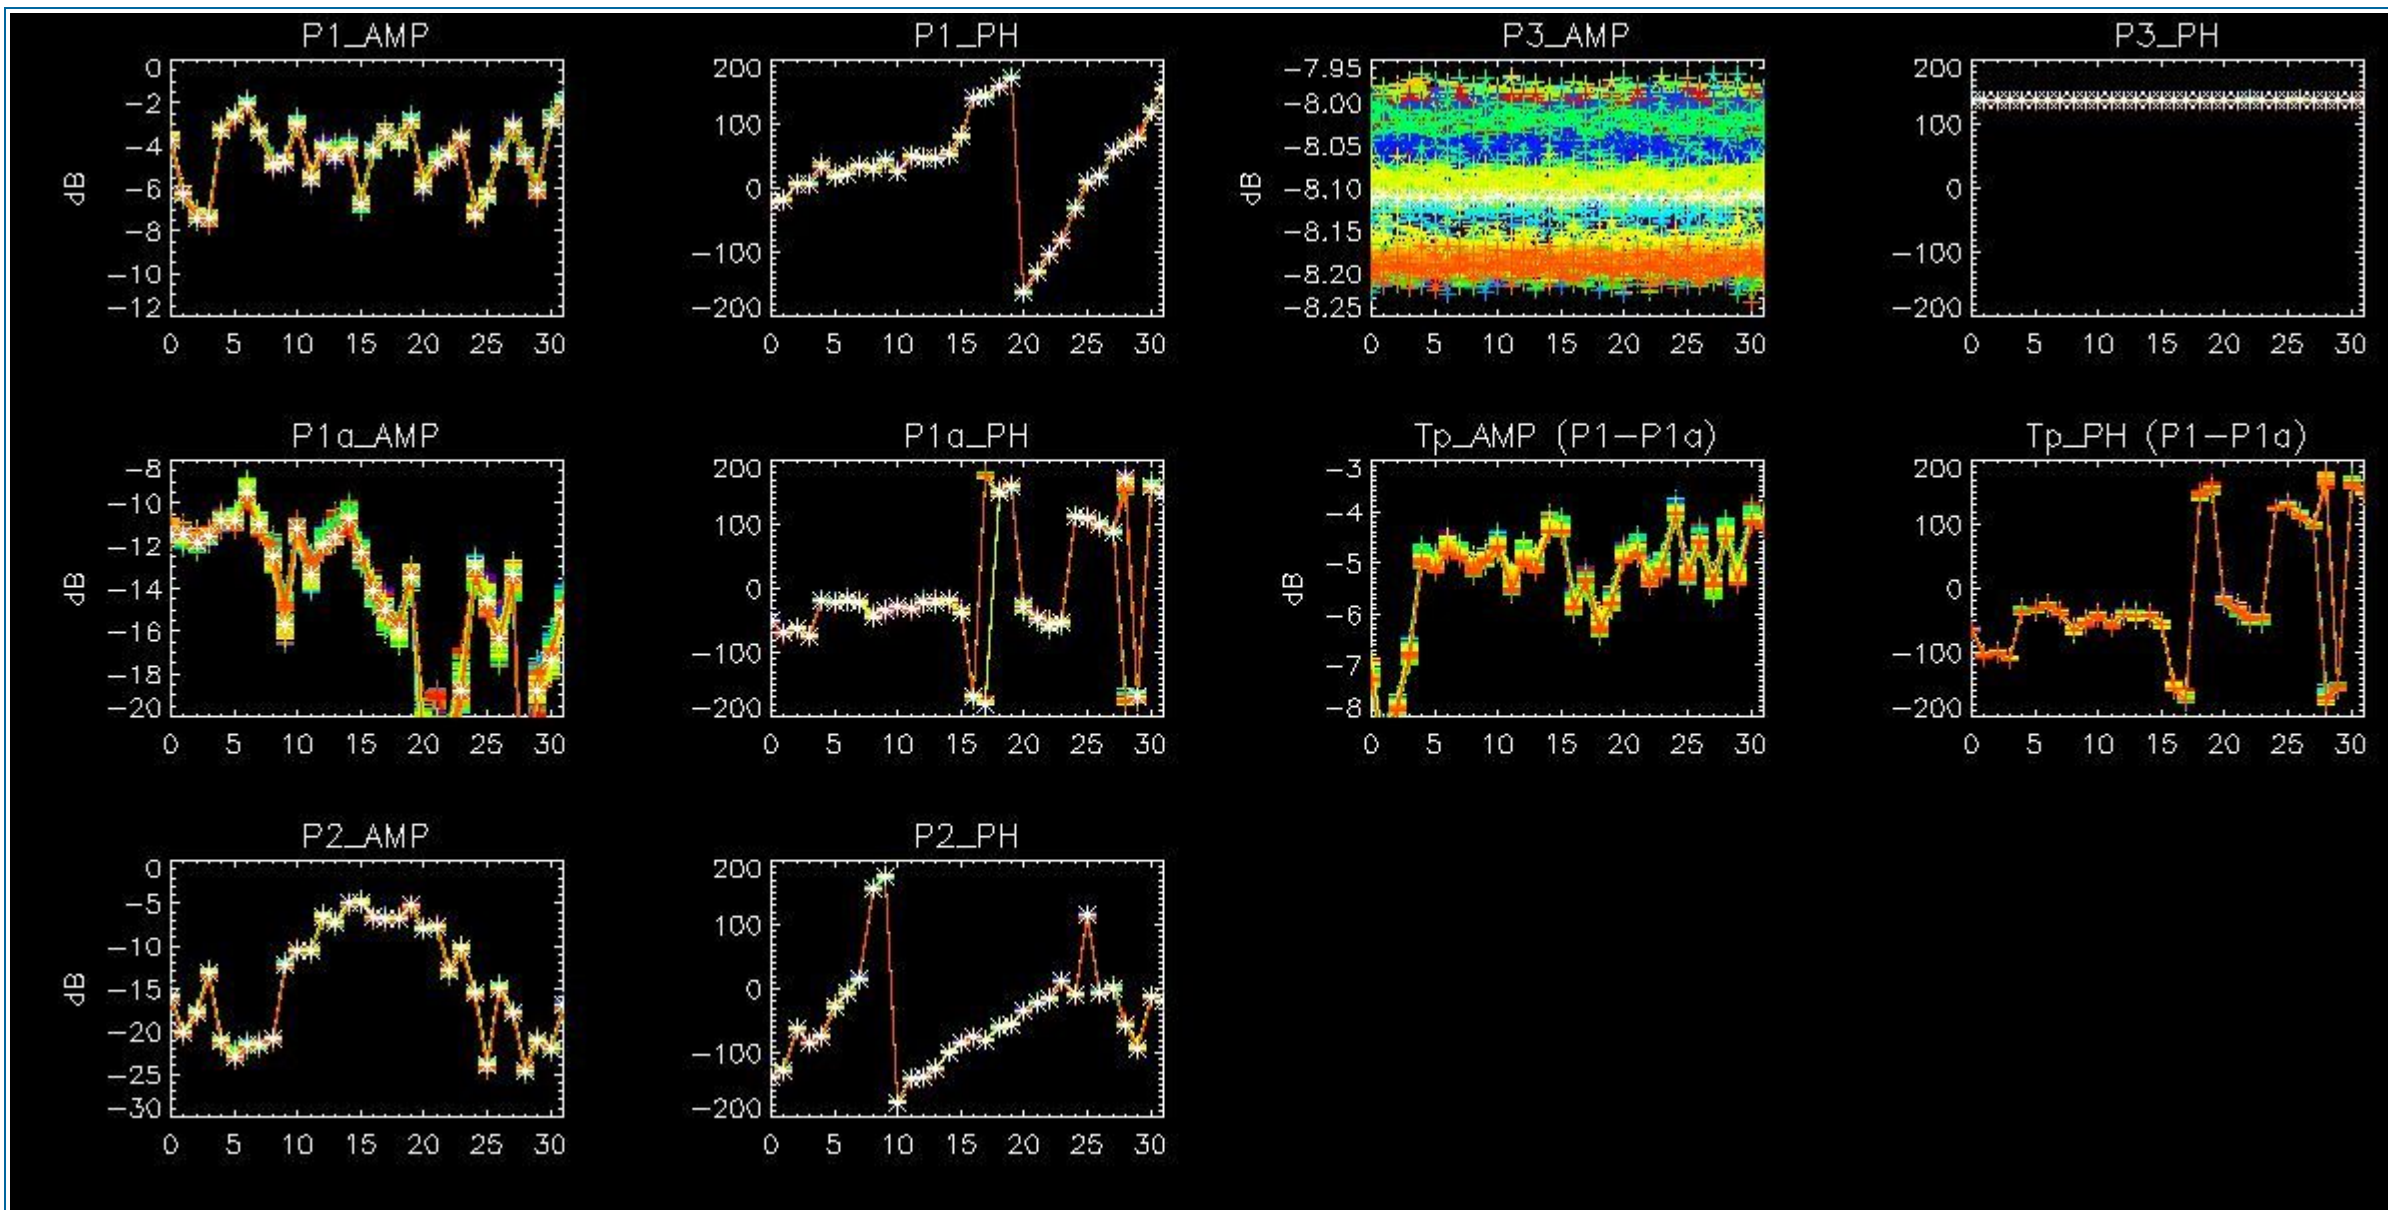 P1_AMP
P1_PH
P3_AMP
P3_PH
0
−2
−4
−6
−8
−10
−12
dB
0 5 10 15 20 25 30
200
100
0
−100
−200
0 5 10 15 20 25 30
−7.95
−8.00
−8.05
−8.10
−8.15
−8.20
−8.25
dB
0 5 10 15 20 25 30
200
100
0
−100
−200
0 5 10 15 20 25 30
P1a_AMP
P1a_PH
Tp_AMP (P1−P1a)
Tp_PH (P1−P1a)
−8
−10
−12
−14
−16
−18
−20
dB
0 5 10 15 20 25 30
200
100
0
−100
−200
0 5 10 15 20 25 30
−3
−4
−5
−6
−7
−8
dB
0 5 10 15 20 25 30
200
100
0
−100
−200
0 5 10 15 20 25 30
P2_AMP
P2_PH
0
−5
−10
−15
−20
−25
−30
dB
0 5 10 15 20 25 30
200
100
0
−100
−200
0 5 10 15 20 25 30